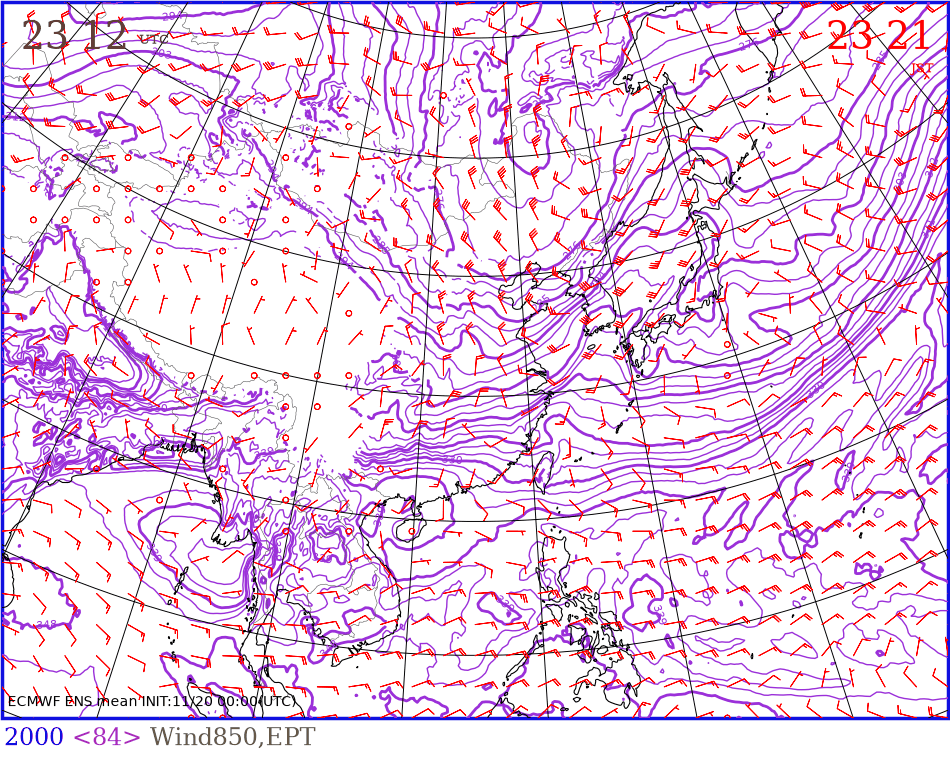 23 12 UTC
23 21
JST
ECMWF ENS mean INIT:11/20 00:00(UTC)
2000 <84> Wind850,EPT